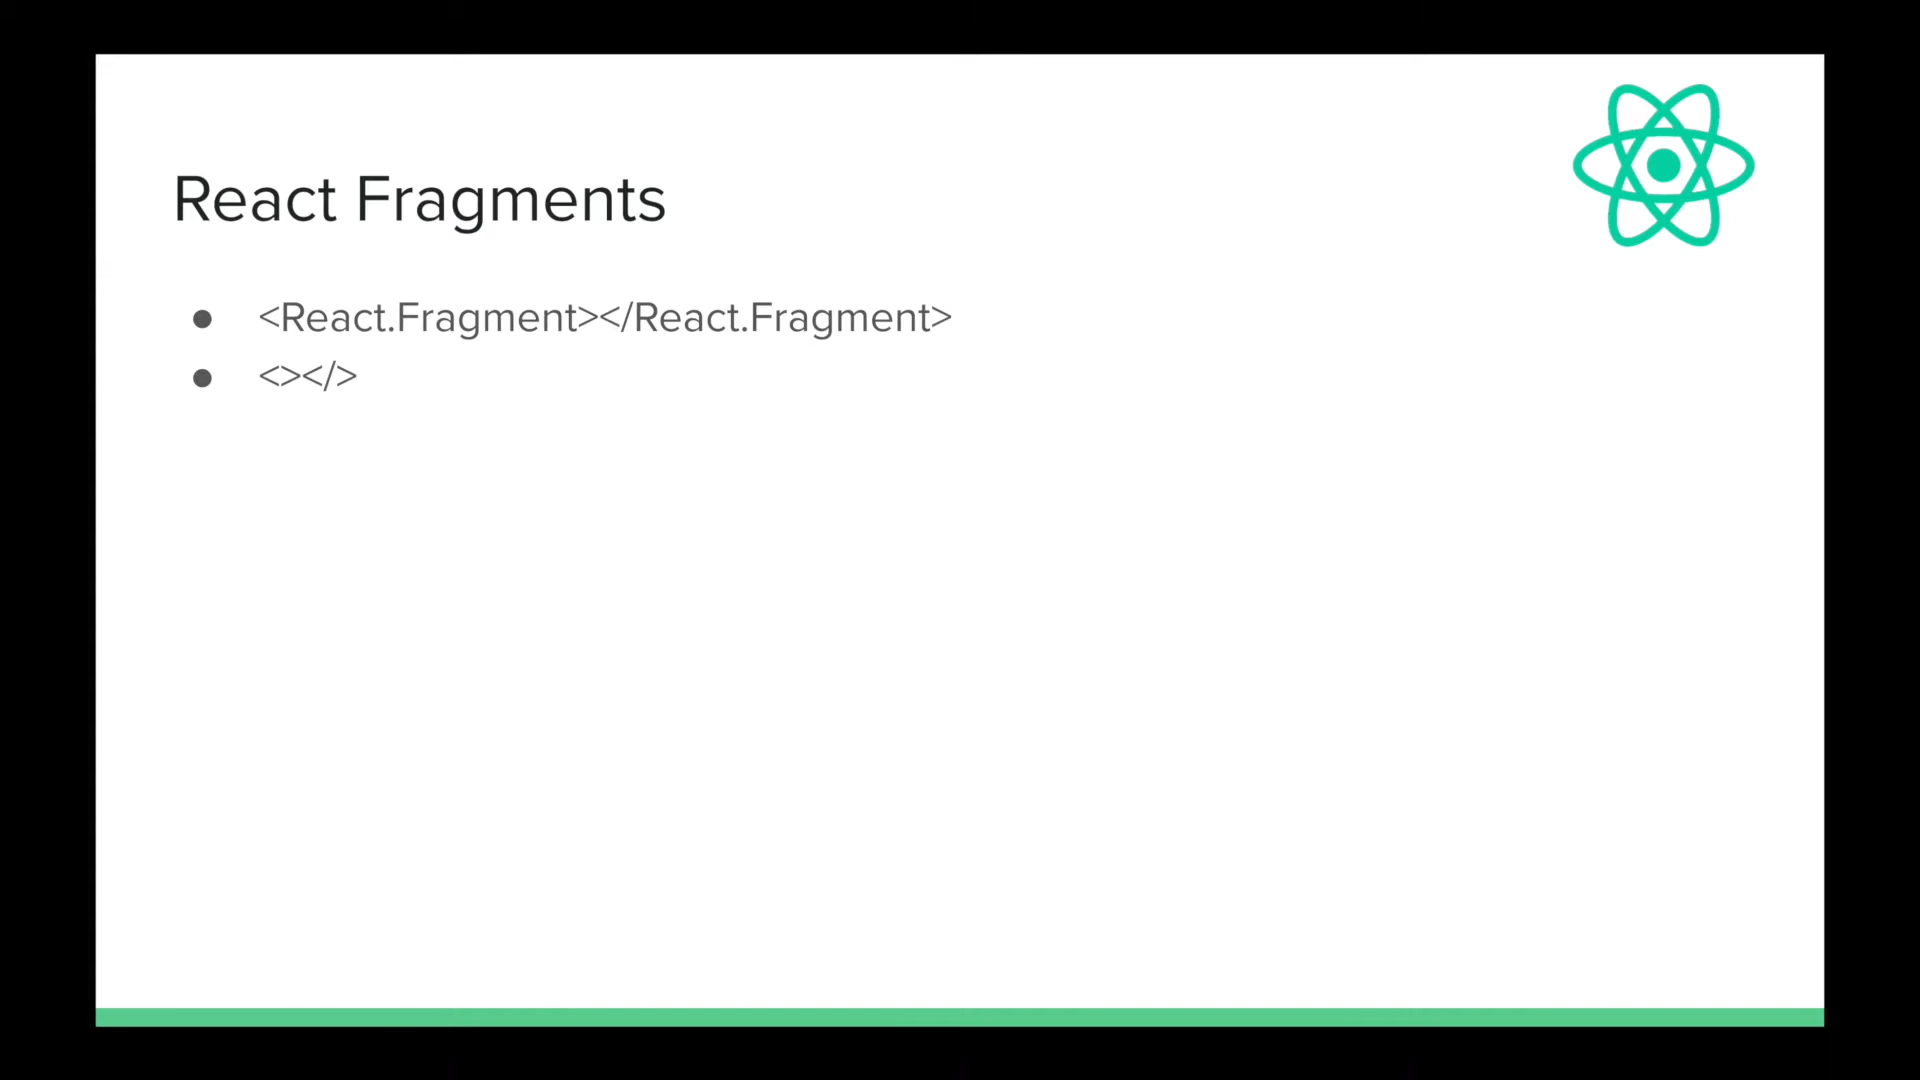 React Fragments
● <React.Fragment></React.Fragment>
● <></>